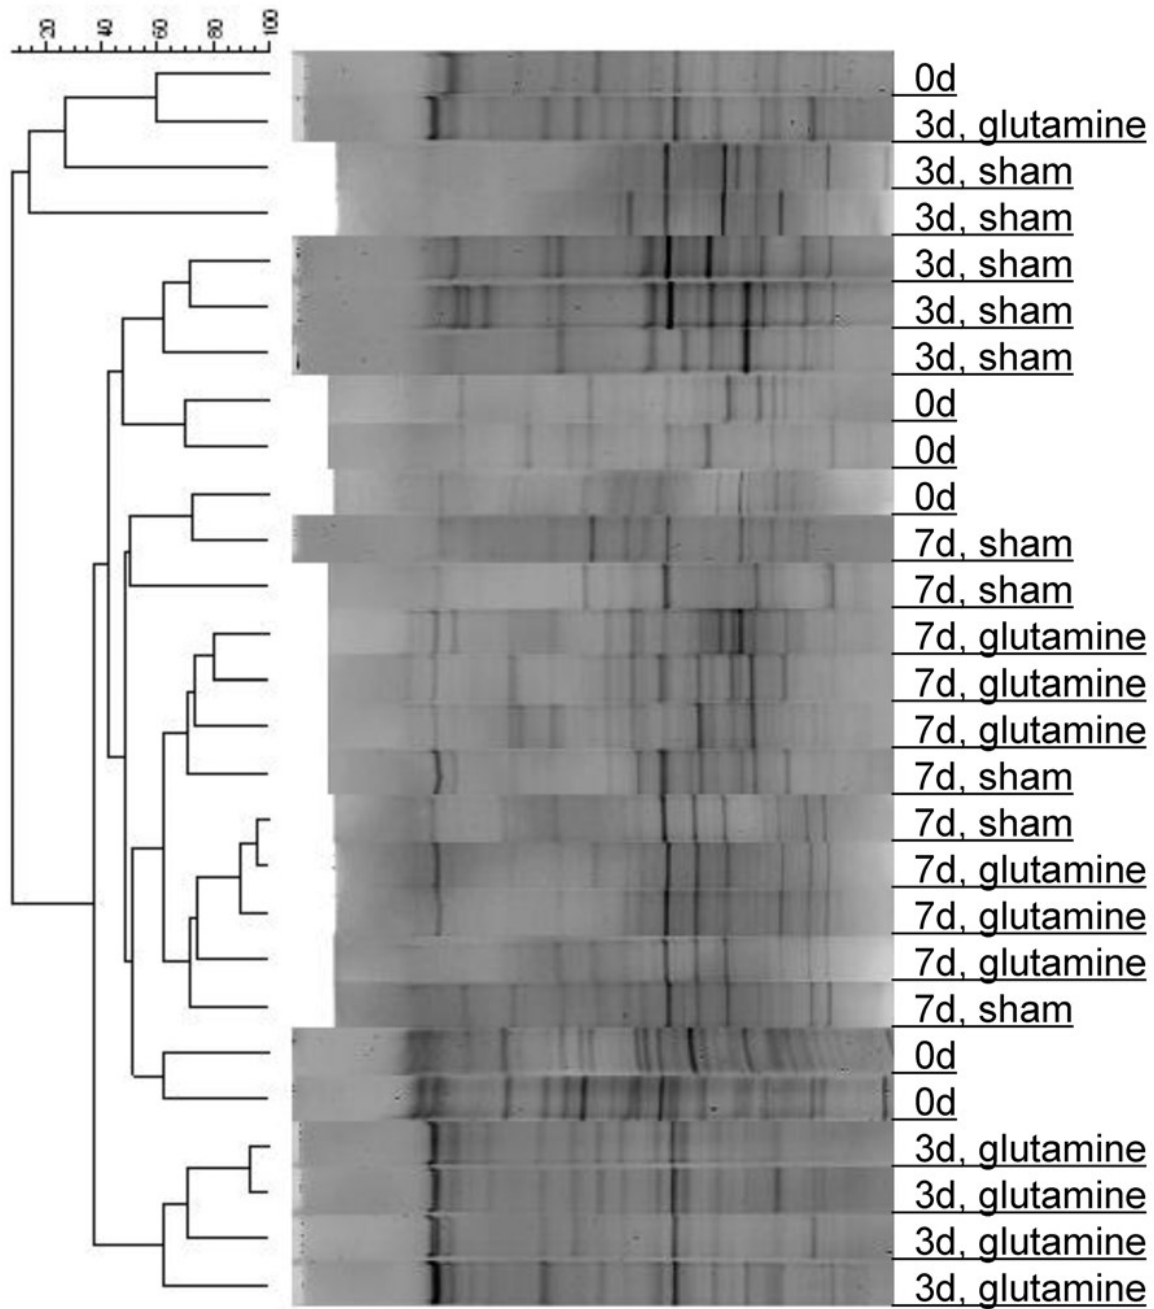 20 40 60 80 100
0d
3d, glutamine
3d, sham
3d, sham
3d, sham
3d, sham
3d, sham
0d
0d
0d
7d, sham
7d, sham
7d, glutamine
7d, glutamine
7d, glutamine
7d, sham
7d, sham
7d, glutamine
7d, glutamine
7d, glutamine
7d, sham
0d
0d
3d, glutamine
3d, glutamine
3d, glutamine
3d, glutamine